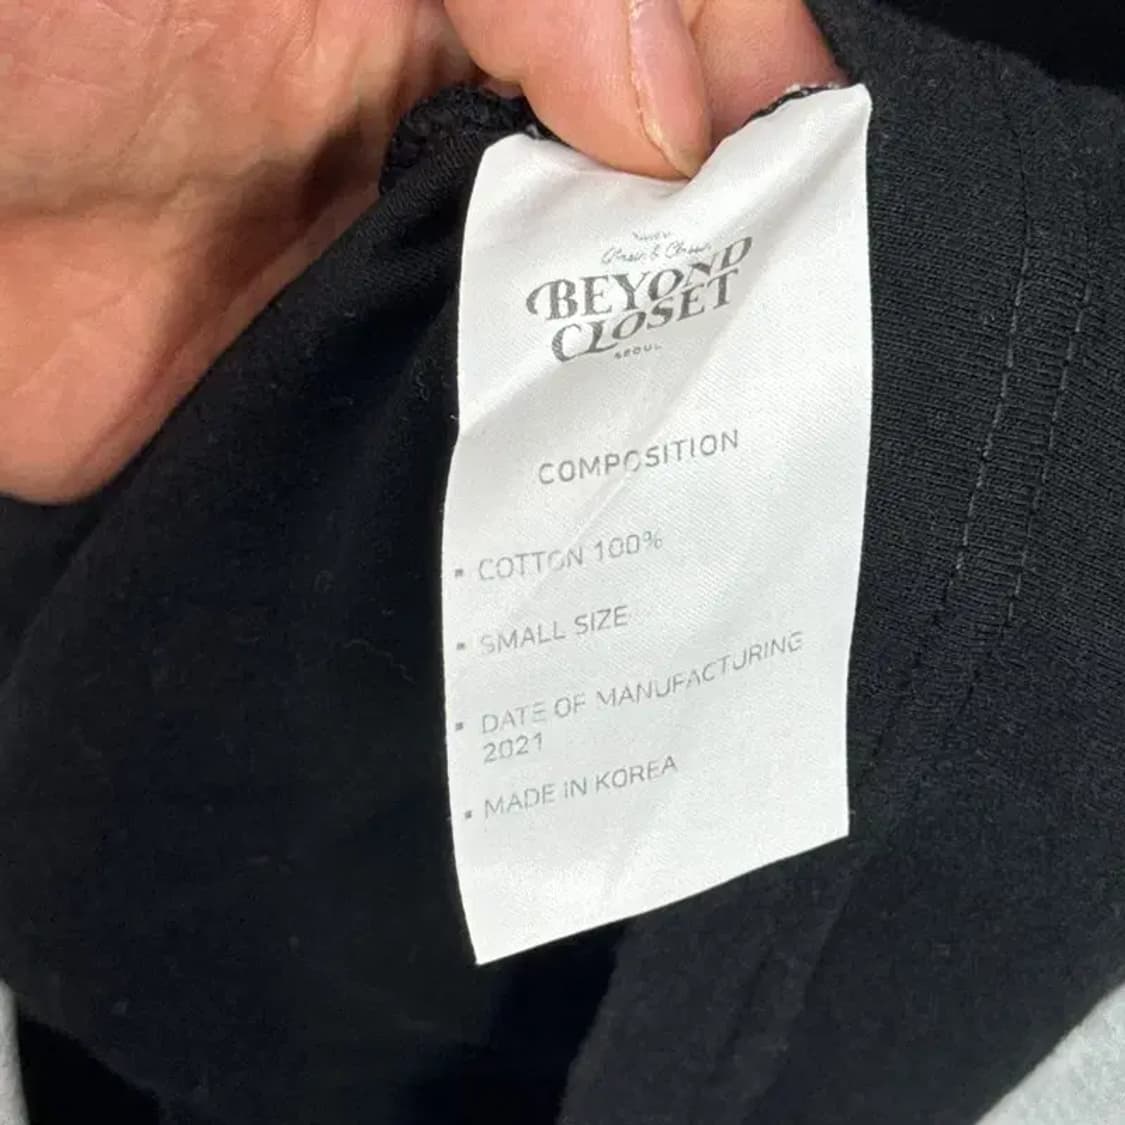 BEYOND
CLOSET
SEOUL
COMPOSITION
▪ COTTON 100%
▪ SMALL SIZE
▪ DATE OF MANUFACTURING
2021
▪ MADE IN KOREA